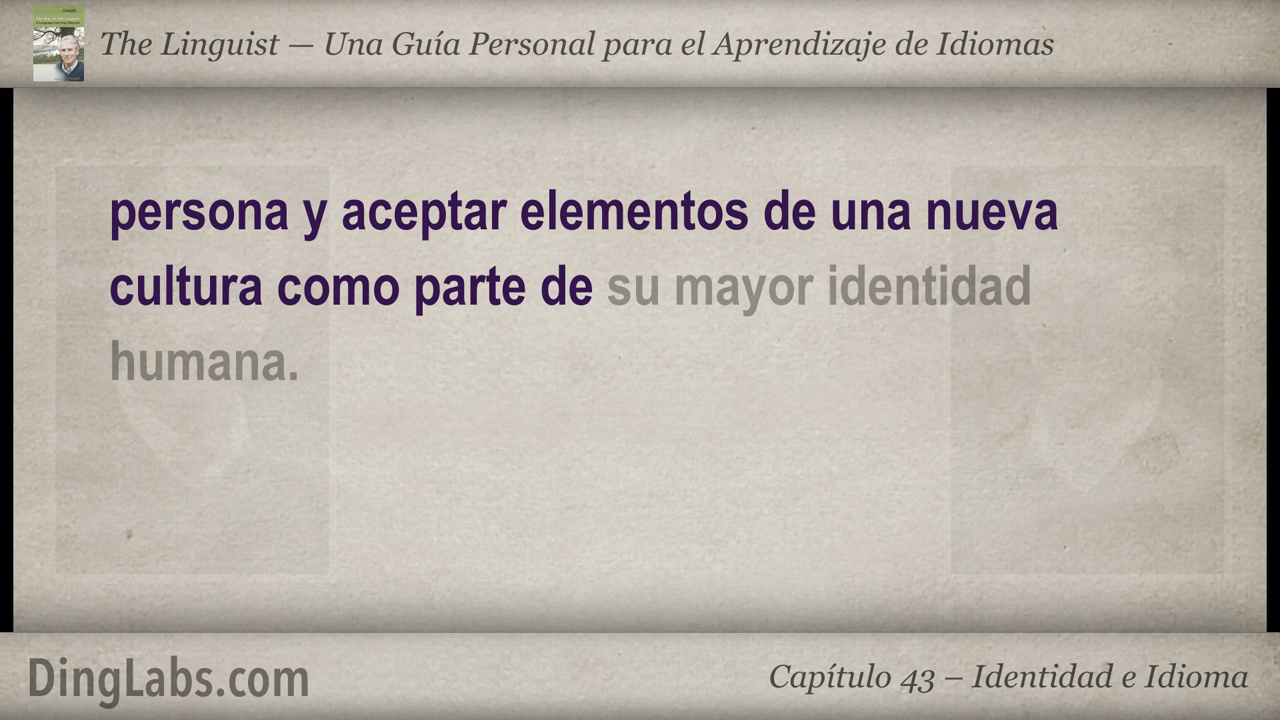 The Linguist — Una Guía Personal para el Aprendizaje de Idiomas
persona y aceptar elementos de una nueva
cultura como parte de su mayor identidad
humana.
DingLabs.com
Capítulo 43 – Identidad e Idioma